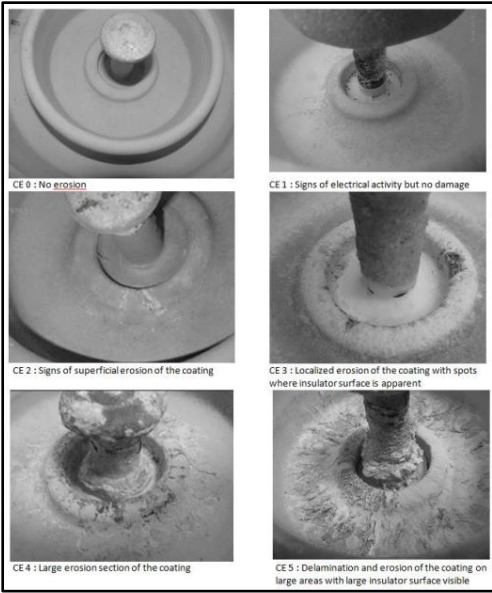 CE 0 : No erosion
CE 1 : Signs of electrical activity but no damage
CE 2 : Signs of superficial erosion of the coating
CE 3 : Localized erosion of the coating with spots
where insulator surface is apparent
CE 4 : Large erosion section of the coating
CE 5 : Delamination and erosion of the coating on
large areas with large insulator surface visible